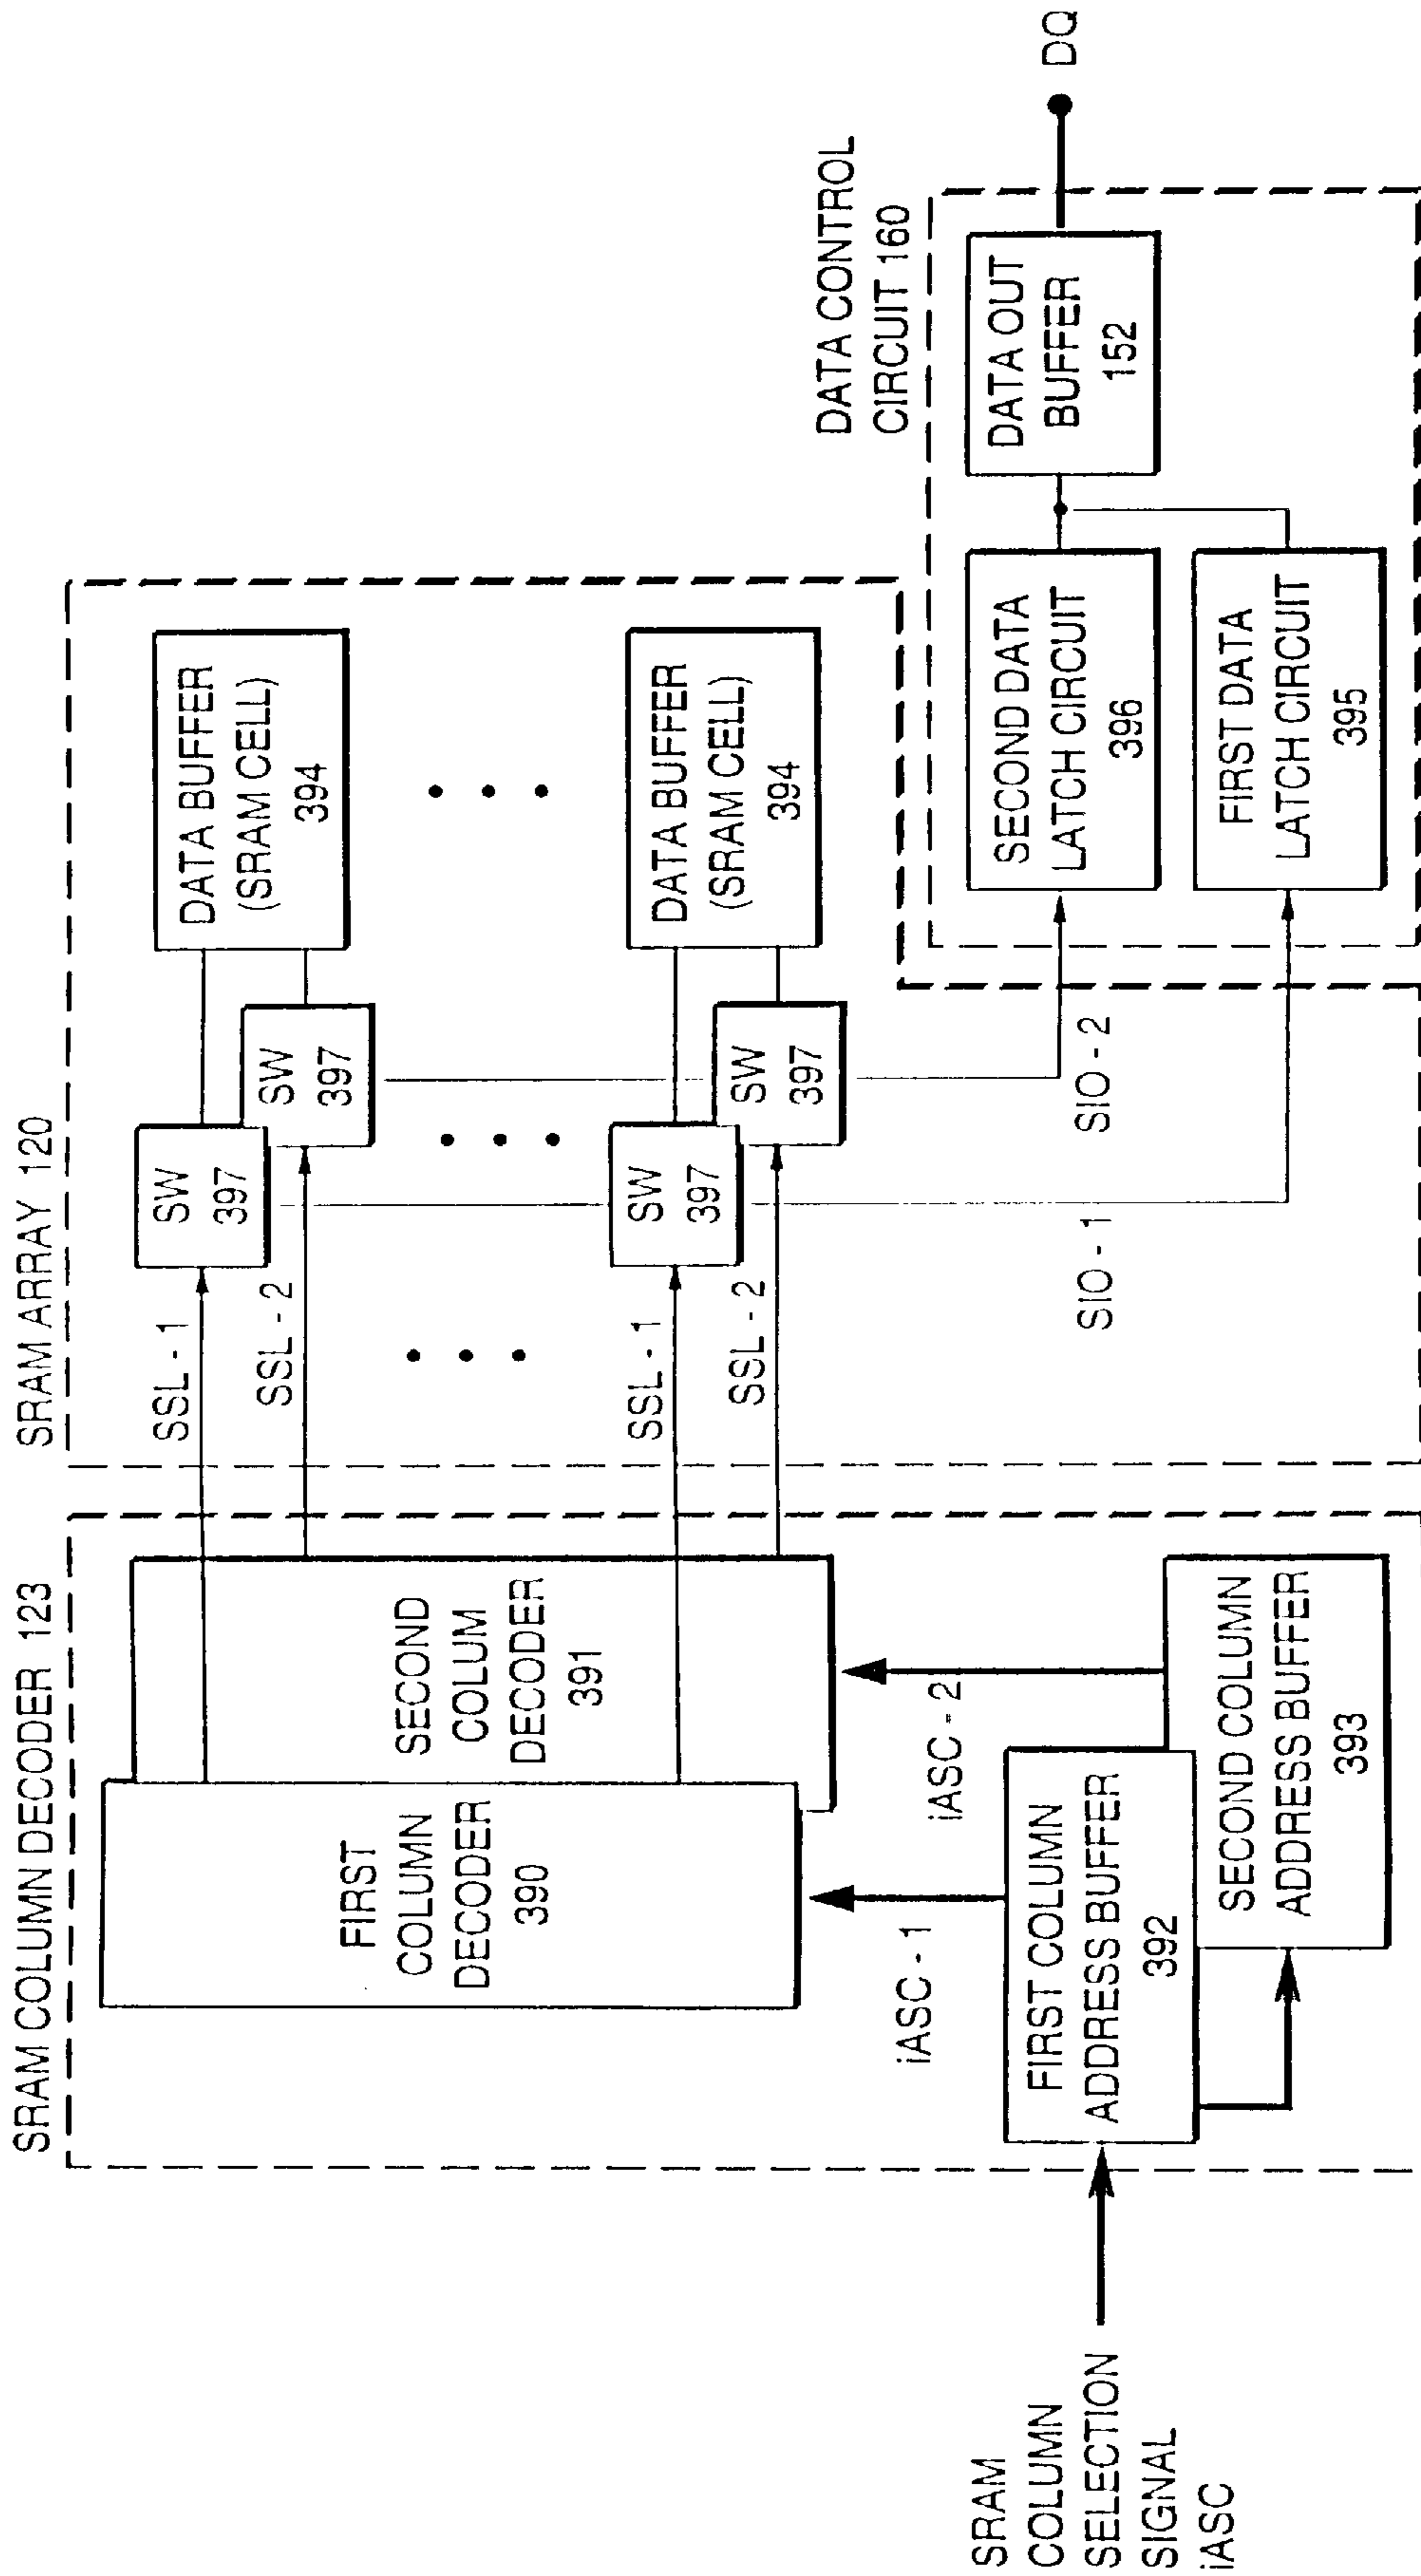 SRAM COLUMN DECODER 123
SRAM ARRAY 120
FIRST
COLUMN
DECODER
390
SECOND
COLUM
DECODER
391
SSL - 1
SSL - 2
SW
397
SW
397
DATA BUFFER
(SRAM CELL)
394
SSL - 1
SSL - 2
SW
397
SW
397
DATA BUFFER
(SRAM CELL)
394
iASC - 1
iASC - 2
SRAM
COLUMN
SELECTION
SIGNAL
iASC
FIRST COLUMN
ADDRESS BUFFER
392
SECOND COLUMN
ADDRESS BUFFER
393
SIO - 1
SIO - 2
DATA CONTROL
CIRCUIT 160
SECOND DATA
LATCH CIRCUIT
396
FIRST DATA
LATCH CIRCUIT
395
DATA OUT
BUFFER
152
DQ